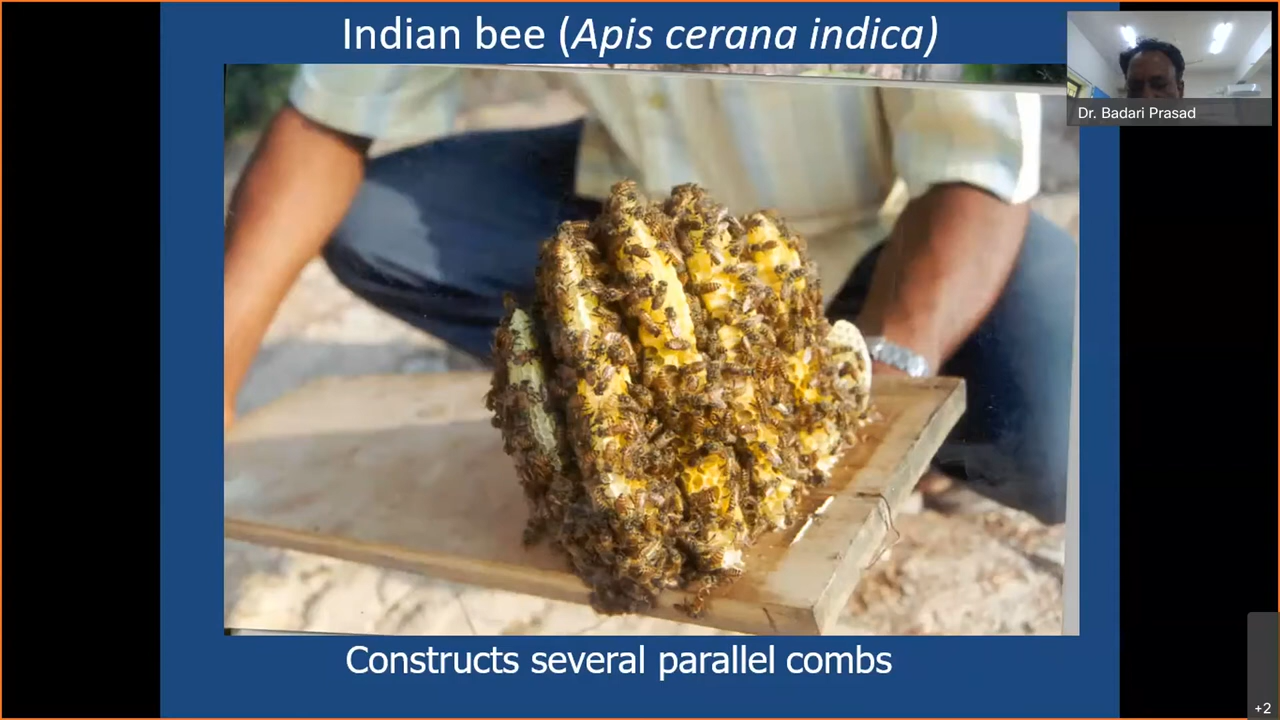 Indian bee (Apis cerana indica)
Dr. Badari Prasad
Constructs several parallel combs
+2